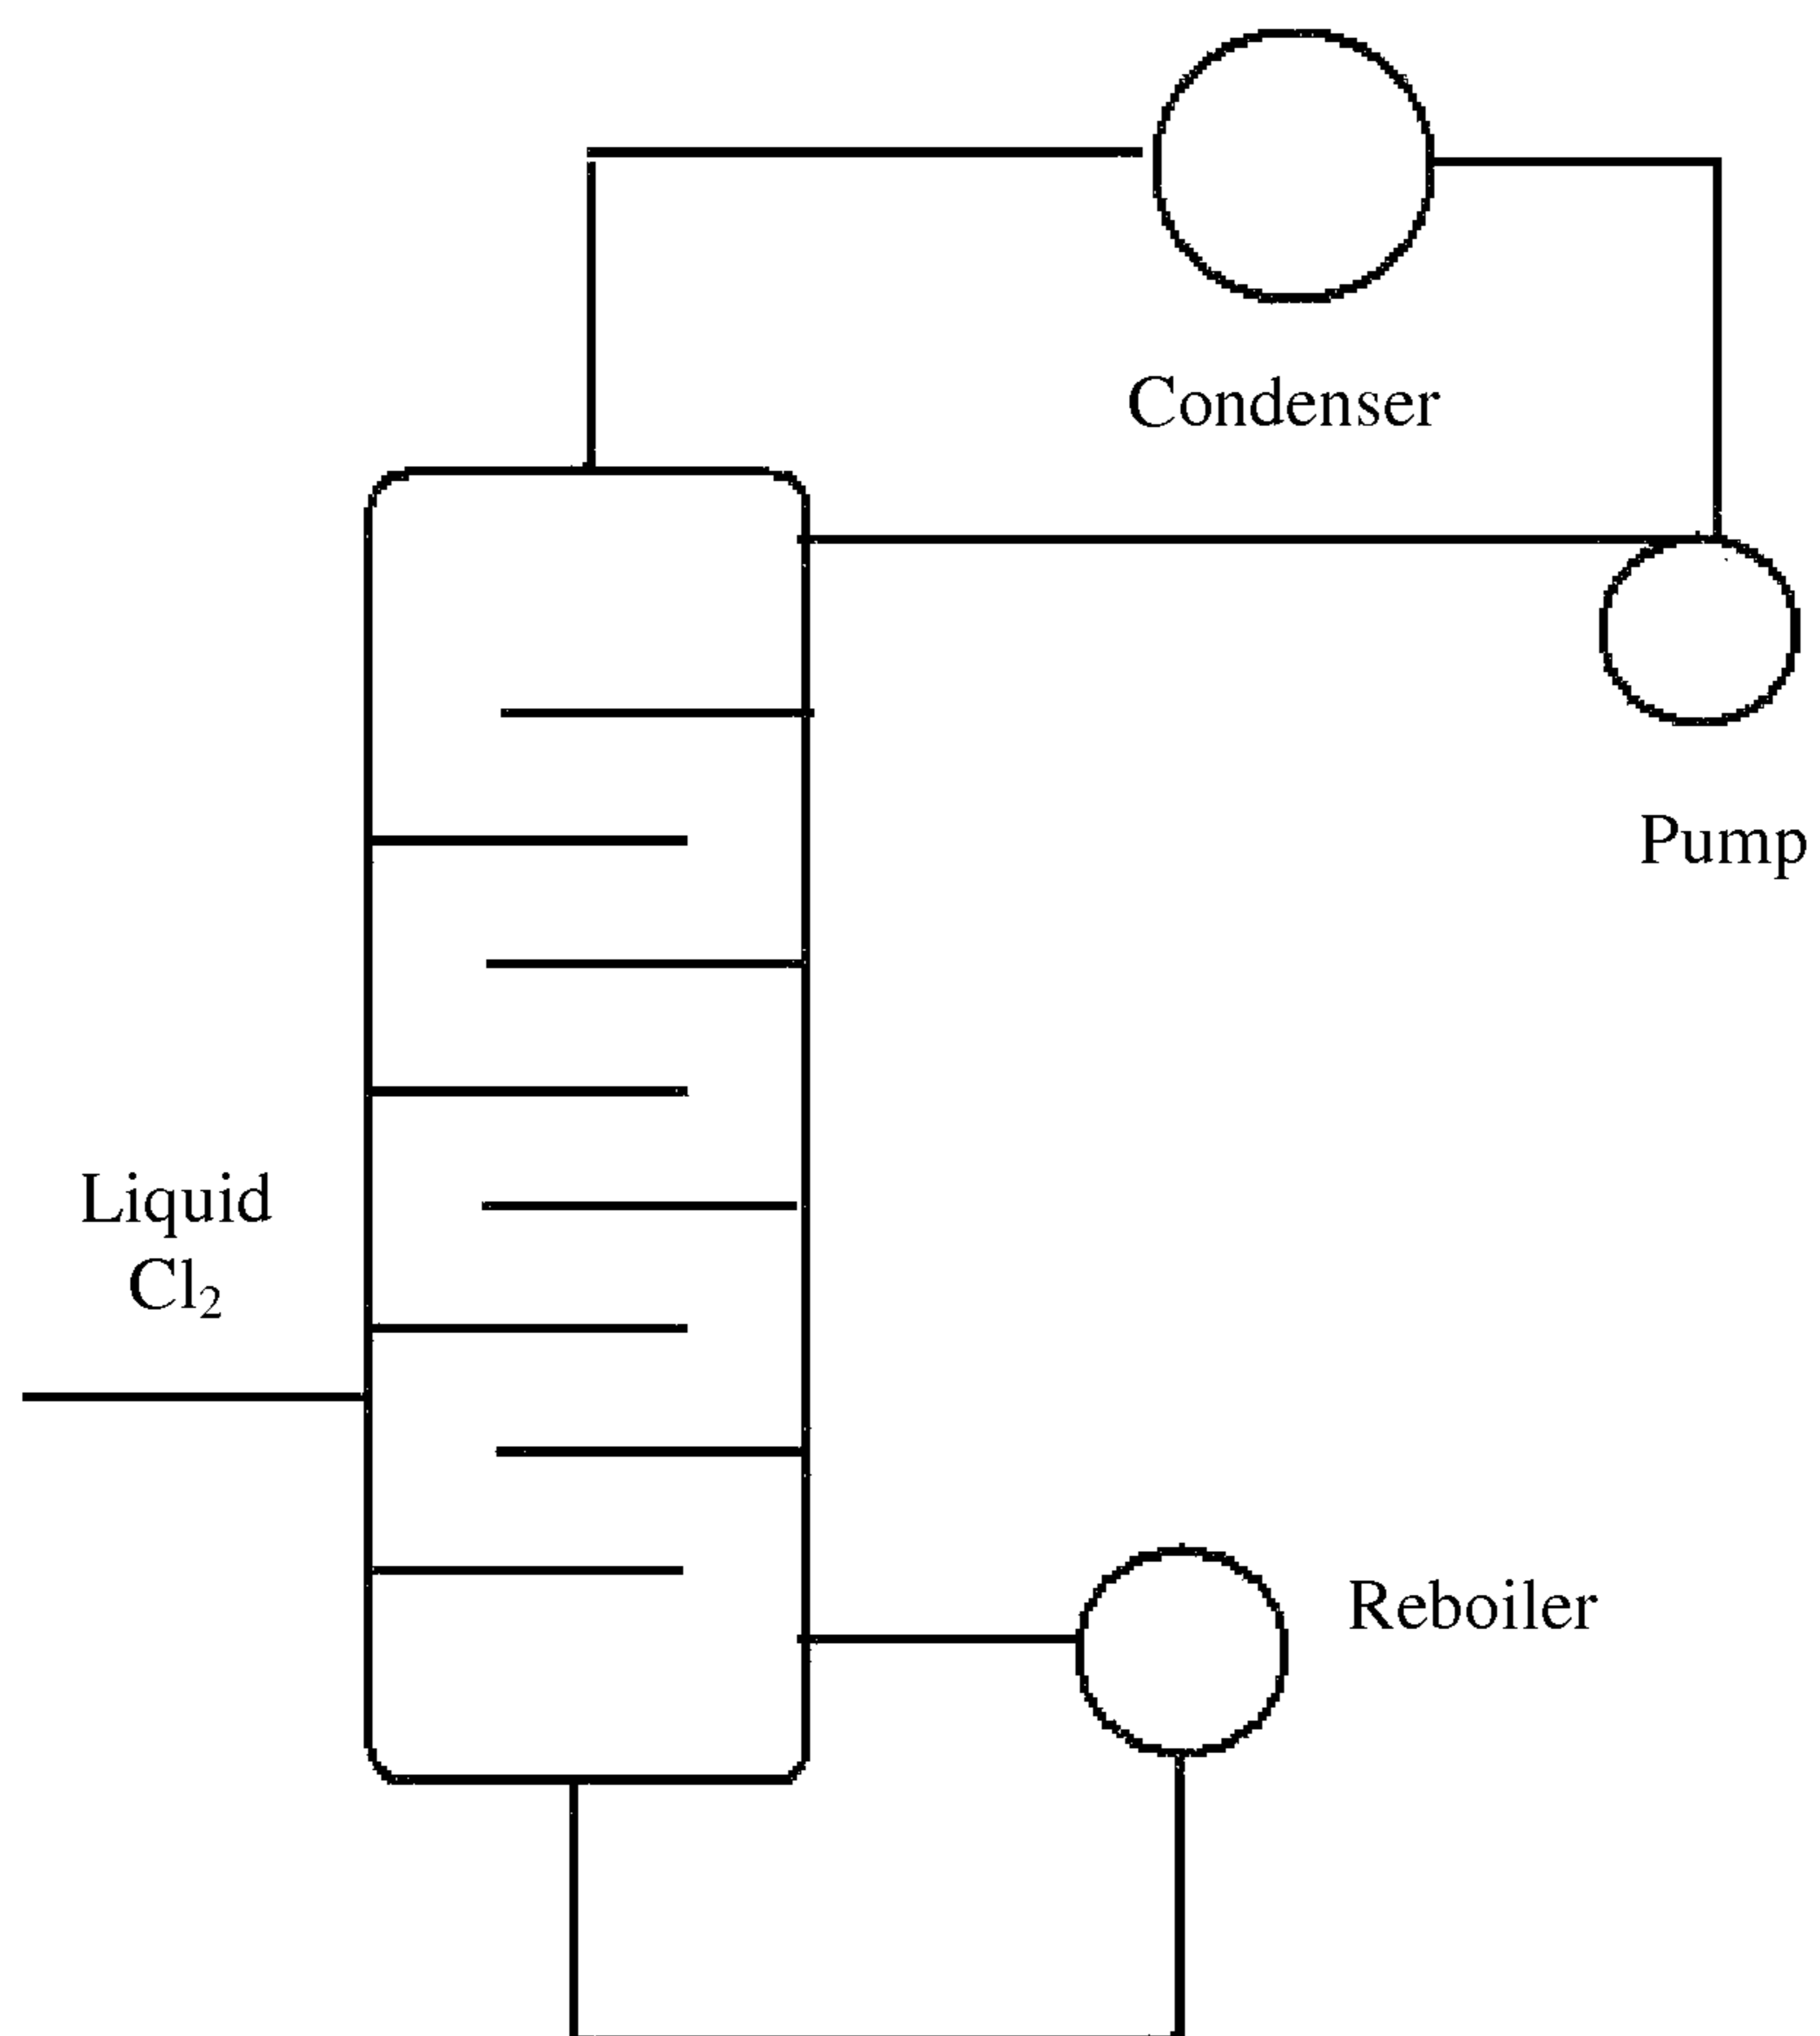 Condenser
Pump
Liquid
Cl₂
Reboiler